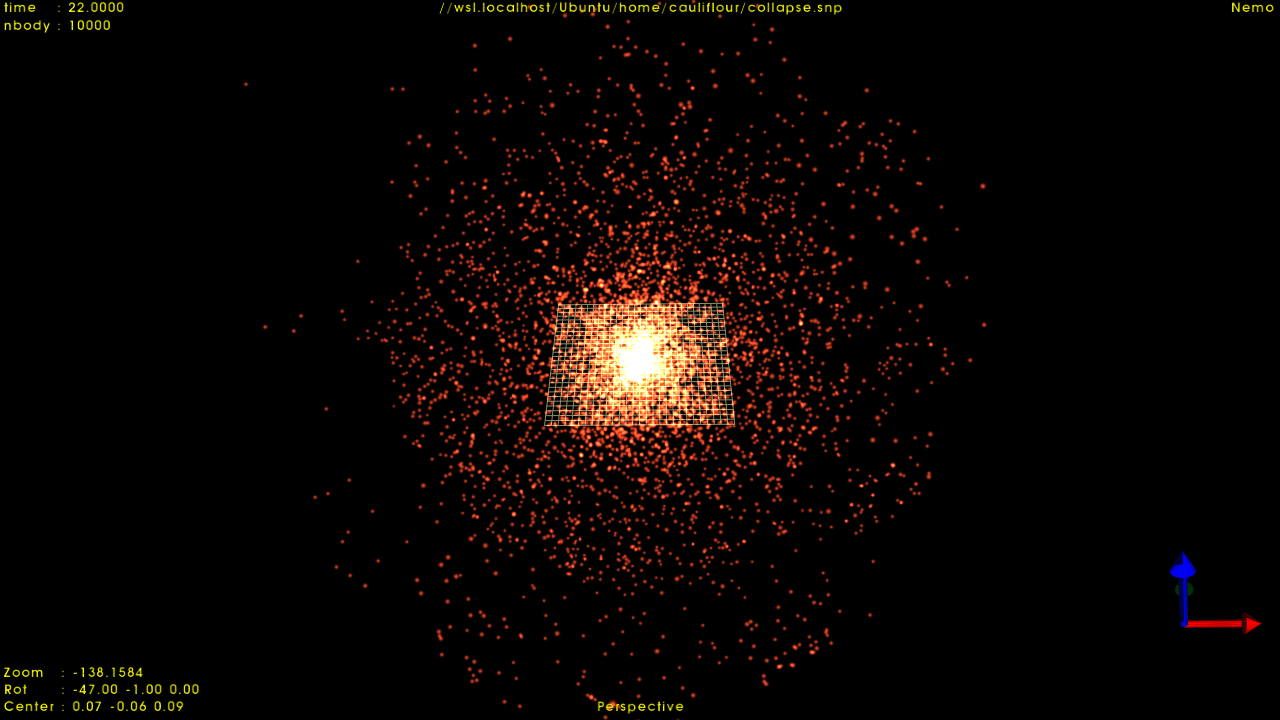 time : 22.0000
nbody : 10000
//wsl.localhost/Ubuntu/home/cauliflour/collapse.snp
Nemo
Zoom : -138.1584
Rot : -47.00 -1.00 0.00
Center : 0.07 -0.06 0.09
Perspective